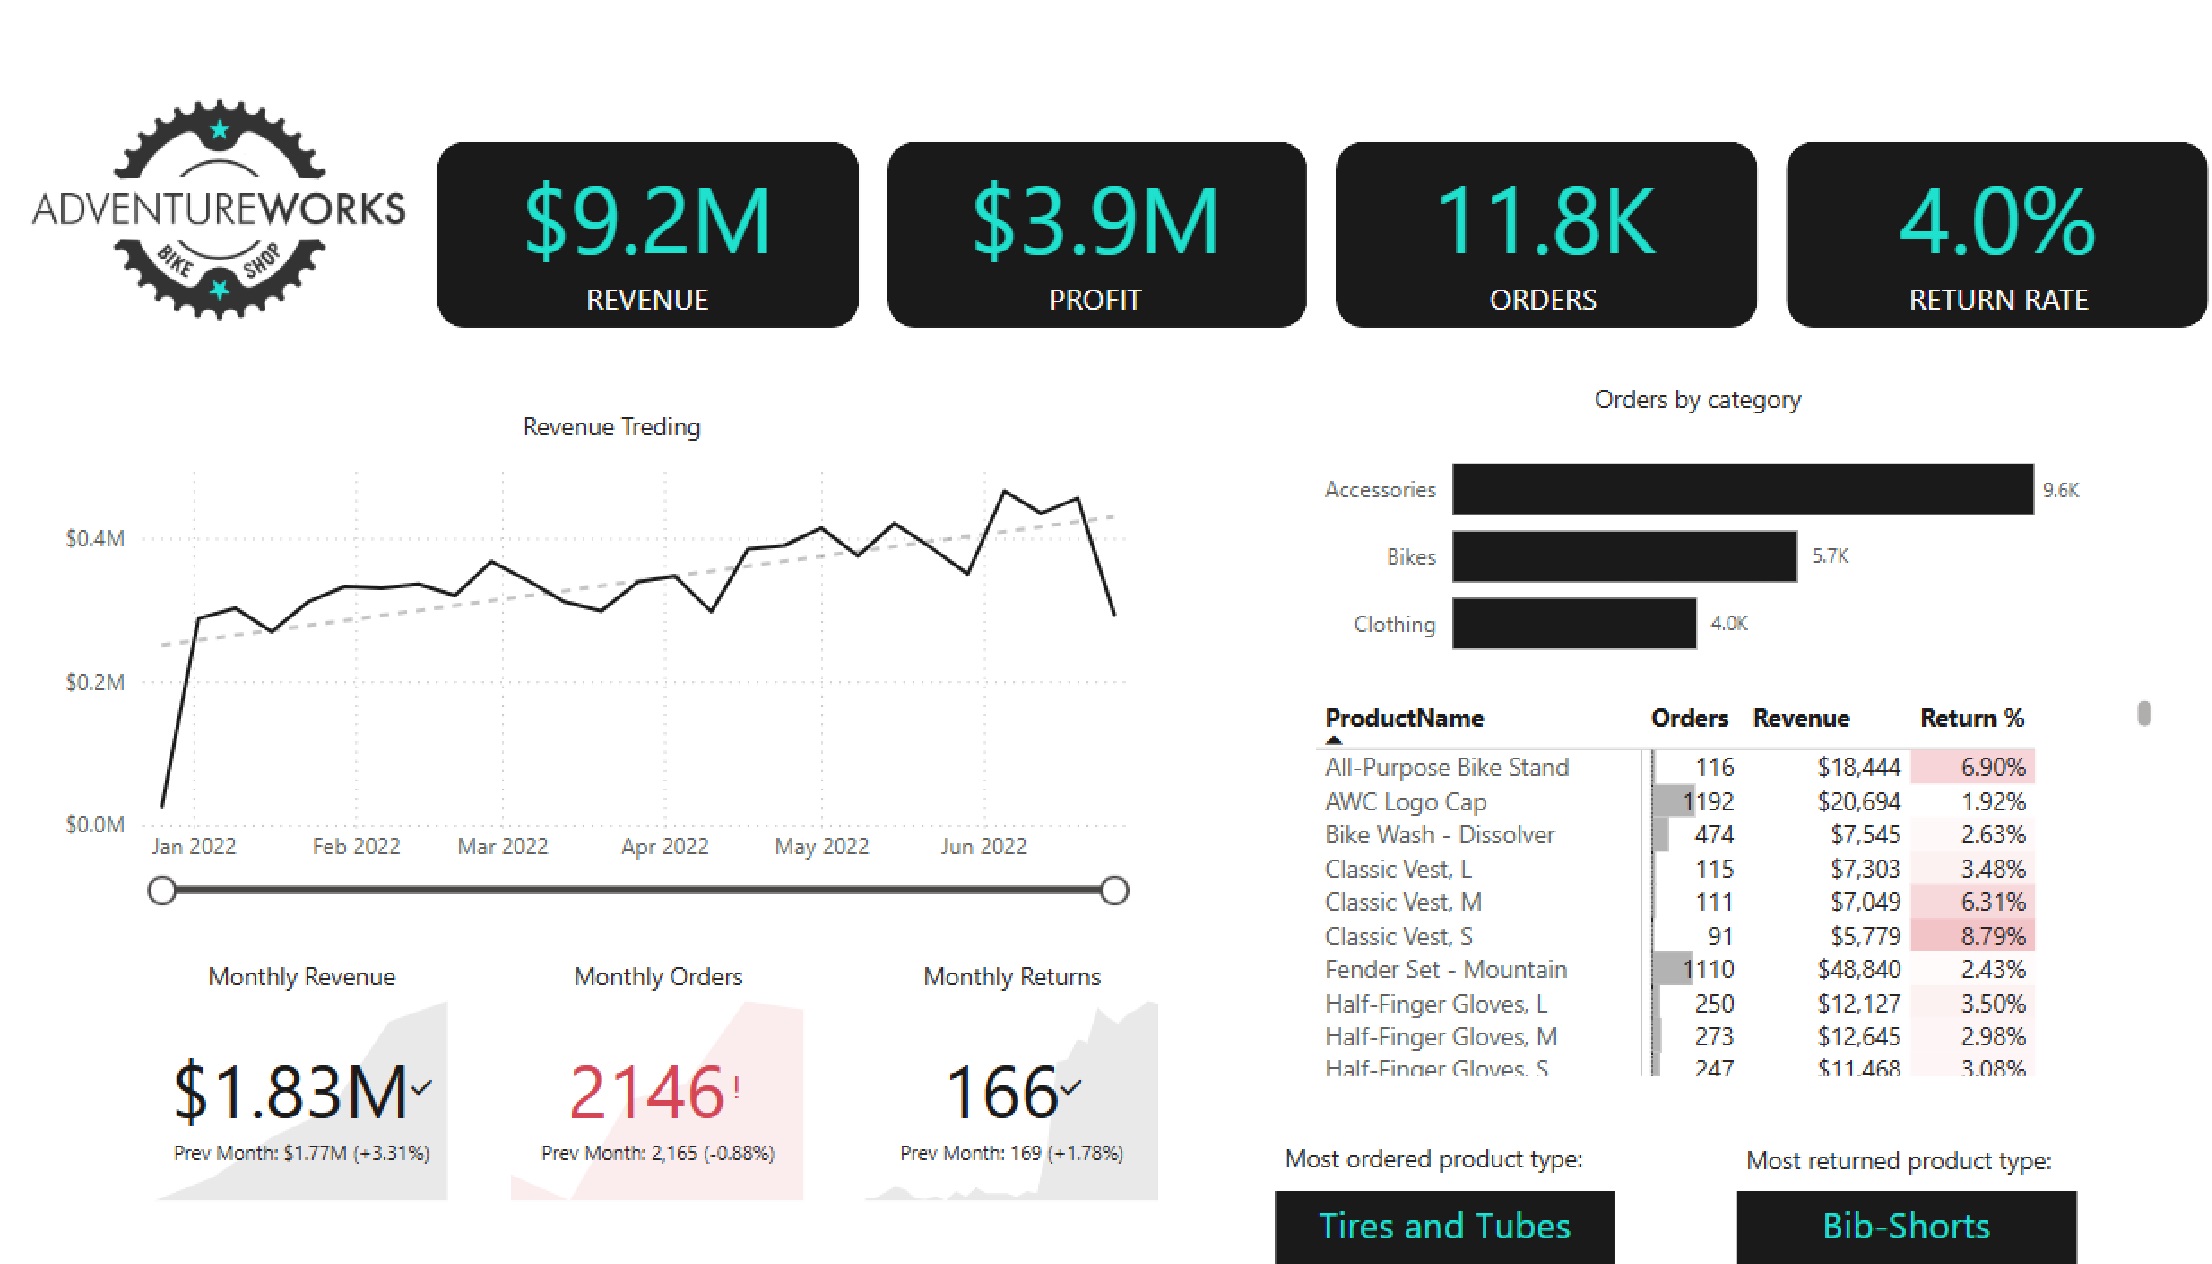 ADVENTUREWORKS
BIKE SHOP
$9.2M
REVENUE
$3.9M
PROFIT
11.8K
ORDERS
4.0%
RETURN RATE
Revenue Treding
$0.4M
$0.2M
$0.0M
Jan 2022 Feb 2022 Mar 2022 Apr 2022 May 2022 Jun 2022
Orders by category
Accessories 9.6K
Bikes 5.7K
Clothing 4.0K
ProductName Orders Revenue Return %
All-Purpose Bike Stand 116 $18,444 6.90%
AWC Logo Cap 1192 $20,694 1.92%
Bike Wash - Dissolver 474 $7,545 2.63%
Classic Vest, L 115 $7,303 3.48%
Classic Vest, M 111 $7,049 6.31%
Classic Vest, S 91 $5,779 8.79%
Fender Set - Mountain 1110 $48,840 2.43%
Half-Finger Gloves, L 250 $12,127 3.50%
Half-Finger Gloves, M 273 $12,645 2.98%
Half-Finger Gloves, S 247 $11,468 3.08%
Monthly Revenue
$1.83M
Prev Month: $1.77M (+3.31%)
Monthly Orders
2146!
Prev Month: 2,165 (-0.88%)
Monthly Returns
166
Prev Month: 169 (+1.78%)
Most ordered product type:
Tires and Tubes
Most returned product type:
Bib-Shorts